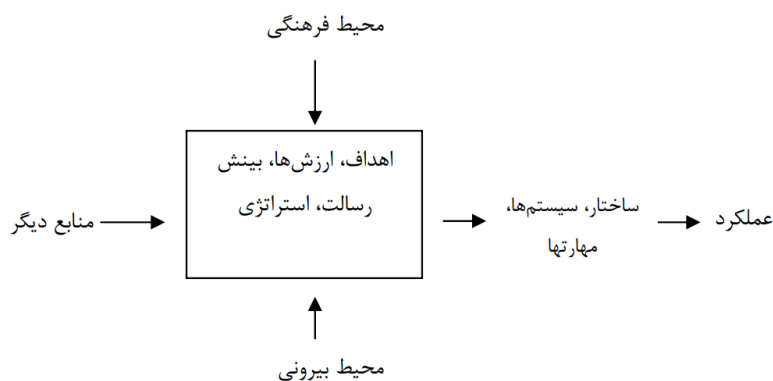 محیط فرهنگی
اهداف، ارزش‌ها، بینش
رسالت، استراتژی
منابع دیگر
ساختار، سیستم‌ها،
مهارتها
عملکرد
محیط بیرونی